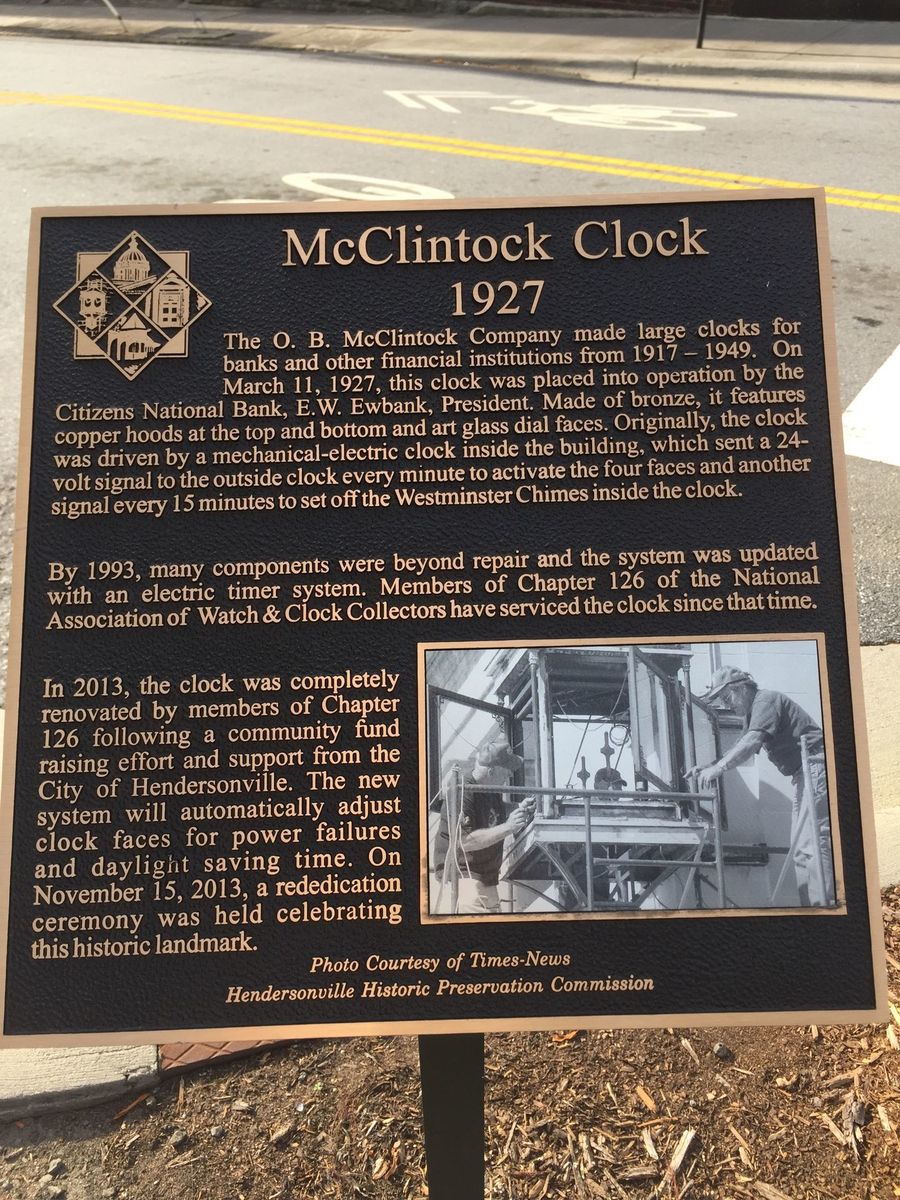 McClintock Clock
1927
The O. B. McClintock Company made large clocks for
banks and other financial institutions from 1917 – 1949. On
March 11, 1927, this clock was placed into operation by the
Citizens National Bank, E.W. Ewbank, President. Made of bronze, it features
copper hoods at the top and bottom and art glass dial faces. Originally, the clock
was driven by a mechanical-electric clock inside the building, which sent a 24-
volt signal to the outside clock every minute to activate the four faces and another
signal every 15 minutes to set off the Westminster Chimes inside the clock.
By 1993, many components were beyond repair and the system was updated
with an electric timer system. Members of Chapter 126 of the National
Association of Watch & Clock Collectors have serviced the clock since that time.
In 2013, the clock was completely
renovated by members of Chapter
126 following a community fund
raising effort and support from the
City of Hendersonville. The new
system will automatically adjust
clock faces for power failures
and daylight saving time. On
November 15, 2013, a rededication
ceremony was held celebrating
this historic landmark.
Photo Courtesy of Times-News
Hendersonville Historic Preservation Commission